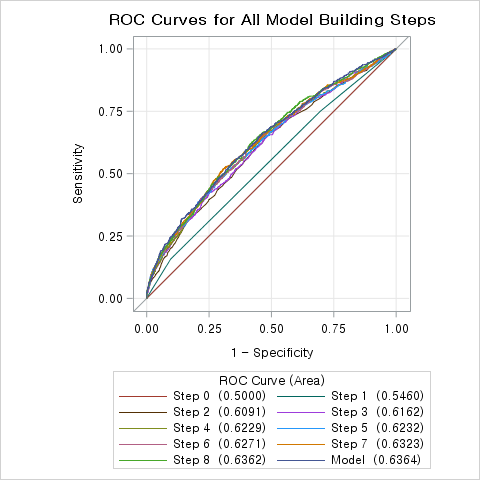 ROC Curves for All Model Building Steps
1.00
0.75
0.50
0.25
0.00
Sensitivity
0.00 0.25 0.50 0.75 1.00
1 - Specificity
ROC Curve (Area)
Step 0 (0.5000) Step 1 (0.5460)
Step 2 (0.6091) Step 3 (0.6162)
Step 4 (0.6229) Step 5 (0.6232)
Step 6 (0.6271) Step 7 (0.6323)
Step 8 (0.6362) Model (0.6364)